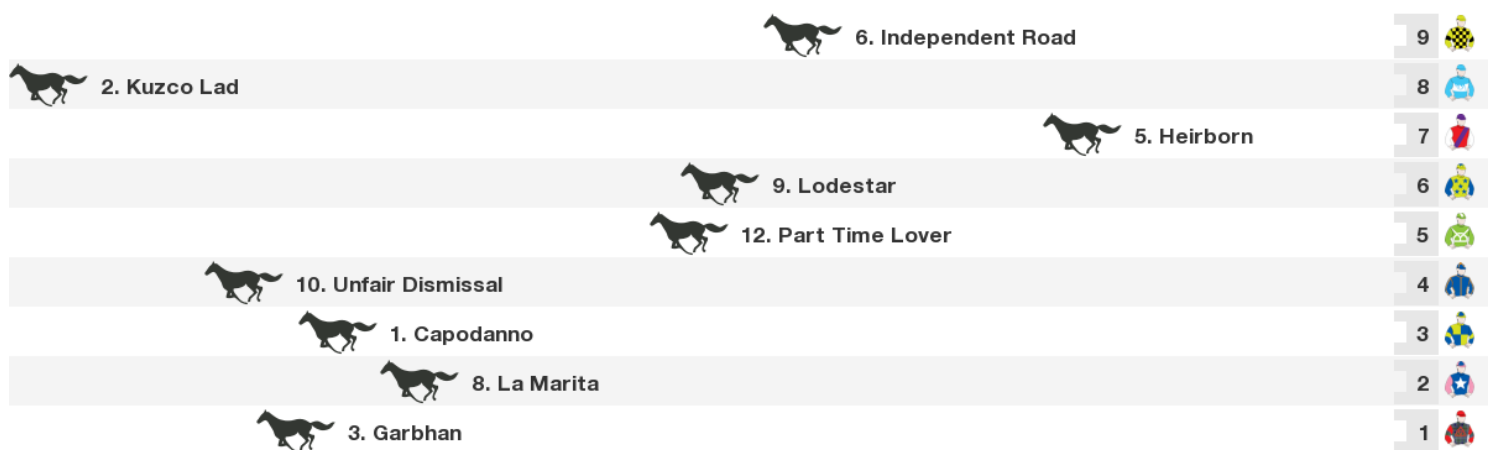 6. Independent Road 9
2. Kuzco Lad 8
5. Heirborn 7
9. Lodestar 6
12. Part Time Lover 5
10. Unfair Dismissal 4
1. Capodanno 3
8. La Marita 2
3. Garbhan 1